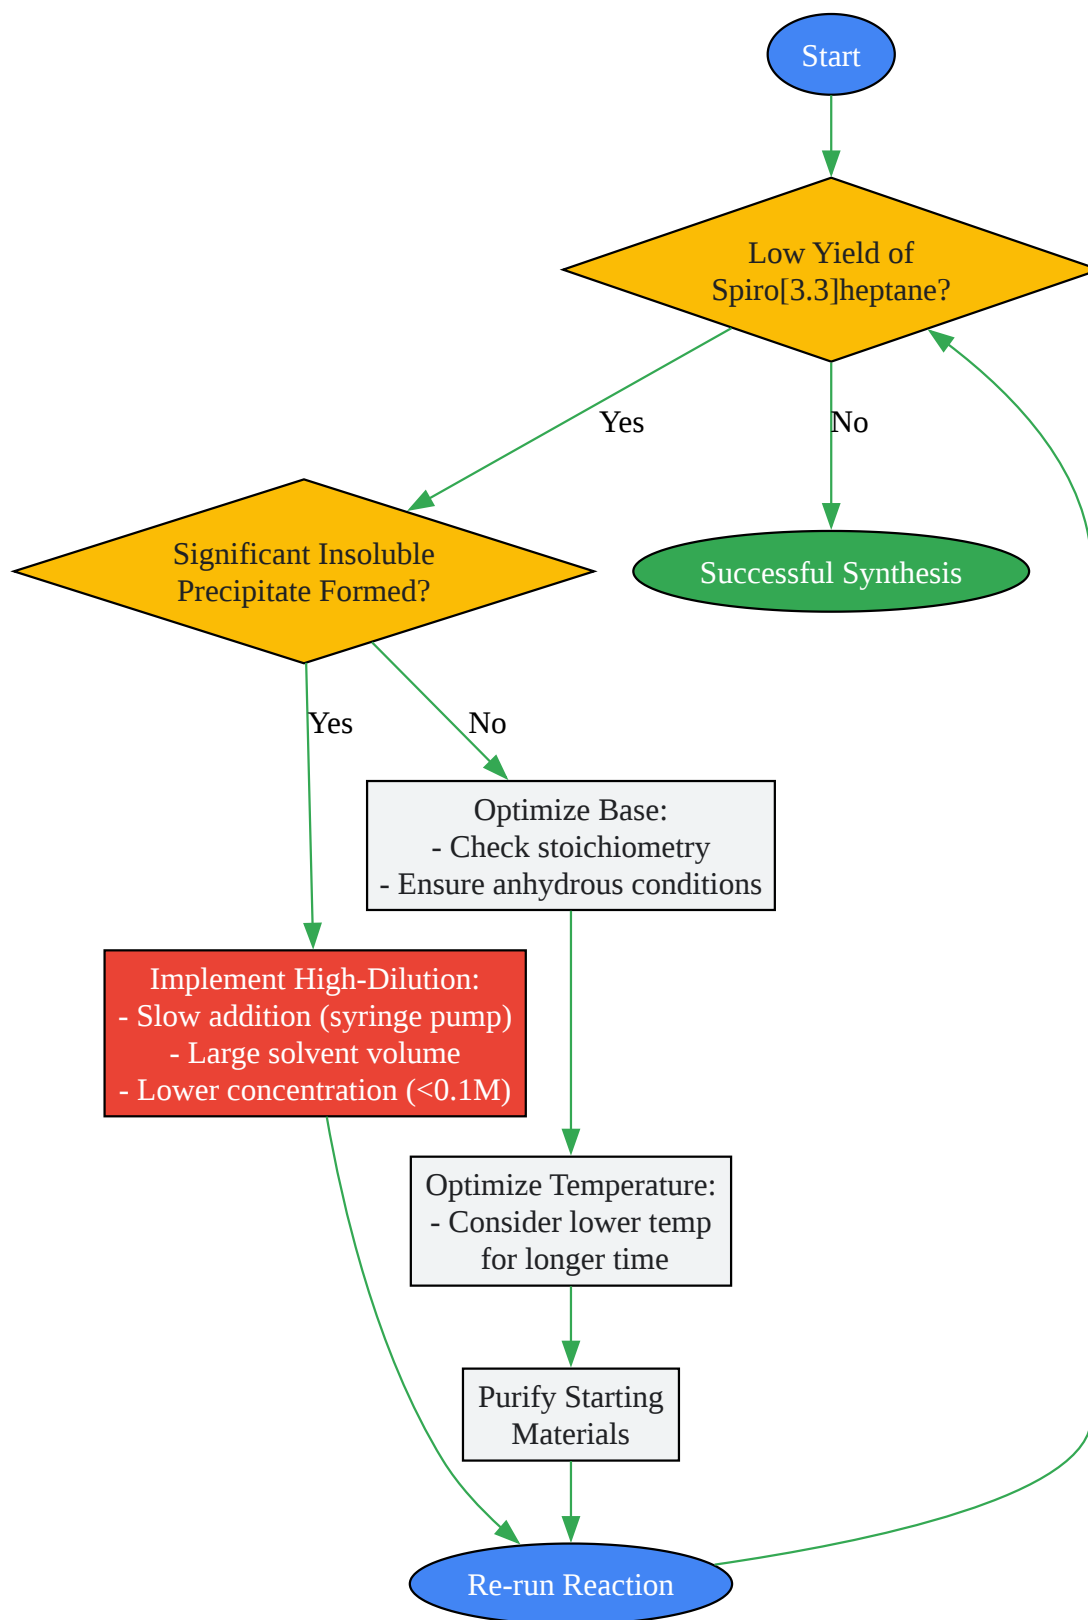 Start
Low Yield of
Spiro[3.3]heptane?
Yes
No
Significant Insoluble
Precipitate Formed?
Successful Synthesis
Yes
No
Optimize Base:
- Check stoichiometry
- Ensure anhydrous conditions
Implement High-Dilution:
- Slow addition (syringe pump)
- Large solvent volume
- Lower concentration (<0.1M)
Optimize Temperature:
- Consider lower temp
for longer time
Purify Starting
Materials
Re-run Reaction